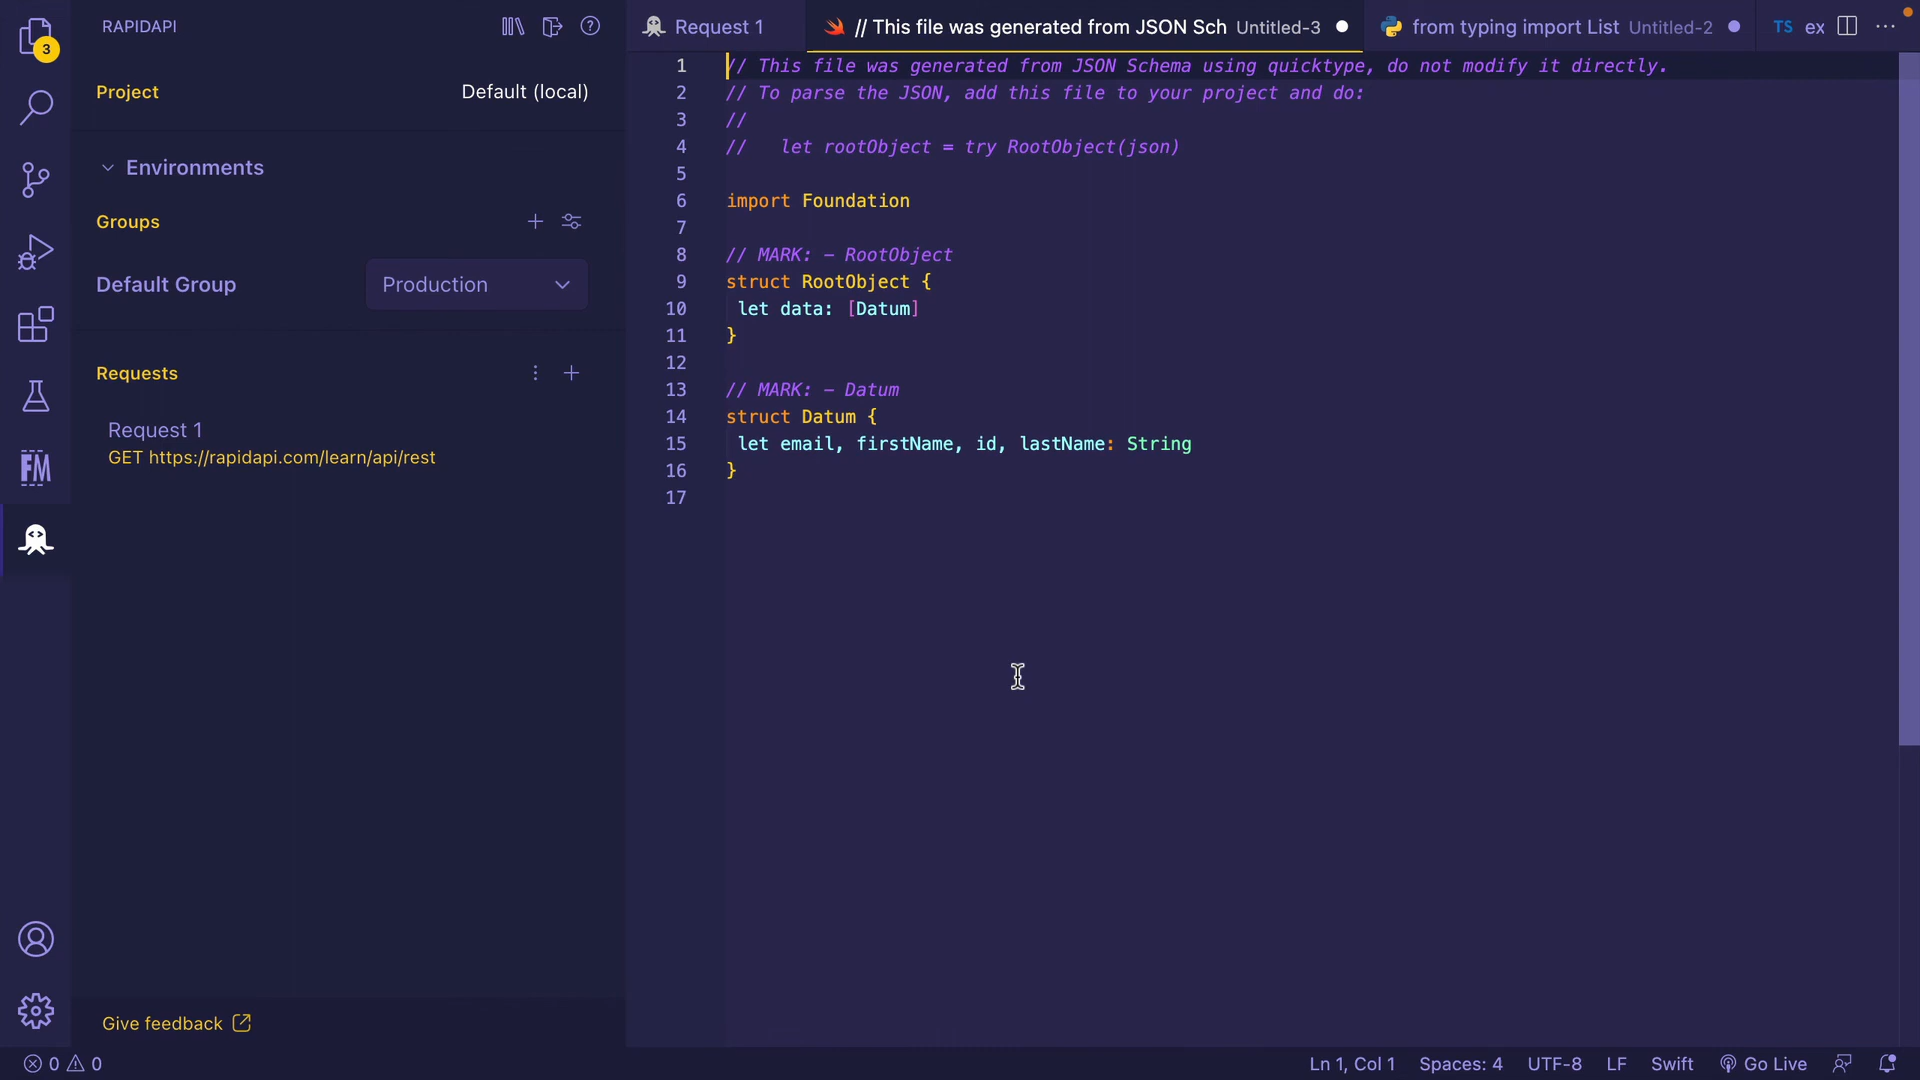 RAPIDAPI
3
Project Default (local)
Environments
Groups
Default Group Production
Requests
Request 1
GET https://rapidapi.com/learn/api/rest
FM
Give feedback
Request 1 // This file was generated from JSON Sch Untitled-3 from typing import List Untitled-2 TS ex
1 // This file was generated from JSON Schema using quicktype, do not modify it directly.
2 // To parse the JSON, add this file to your project and do:
3 //
4 //   let rootObject = try RootObject(json)
5
6 import Foundation
7
8 // MARK: - RootObject
9 struct RootObject {
10 let data: [Datum]
11 }
12
13 // MARK: - Datum
14 struct Datum {
15 let email, firstName, id, lastName: String
16 }
17
0 0 Ln 1, Col 1 Spaces: 4 UTF-8 LF Swift Go Live